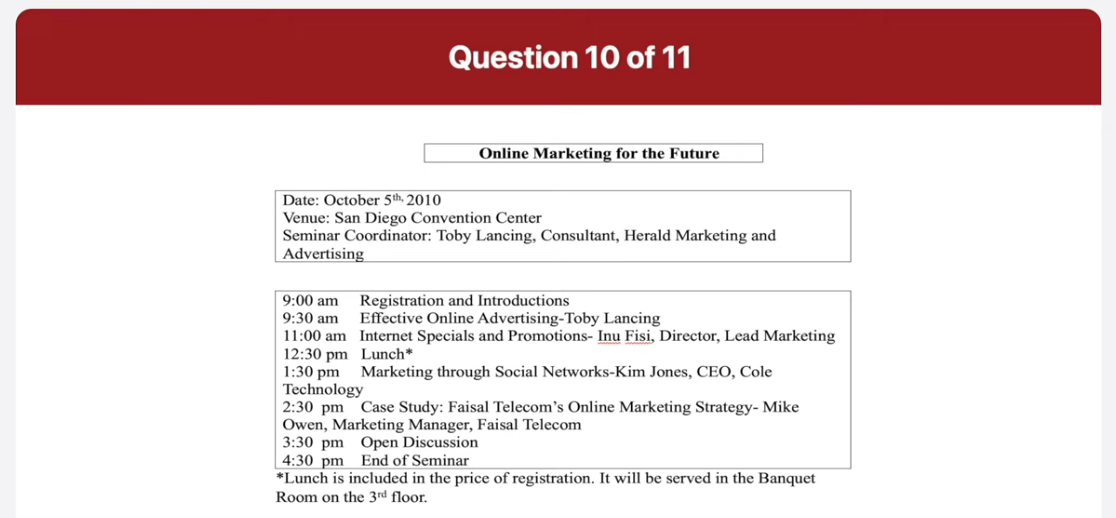 Question 10 of 11
Online Marketing for the Future
Date: October 5th, 2010
Venue: San Diego Convention Center
Seminar Coordinator: Toby Lancing, Consultant, Herald Marketing and
Advertising
9:00 am Registration and Introductions
9:30 am Effective Online Advertising-Toby Lancing
11:00 am Internet Specials and Promotions- Inu Fisi, Director, Lead Marketing
12:30 pm Lunch*
1:30 pm Marketing through Social Networks-Kim Jones, CEO, Cole
Technology
2:30 pm Case Study: Faisal Telecom’s Online Marketing Strategy- Mike
Owen, Marketing Manager, Faisal Telecom
3:30 pm Open Discussion
4:30 pm End of Seminar
*Lunch is included in the price of registration. It will be served in the Banquet
Room on the 3rd floor.